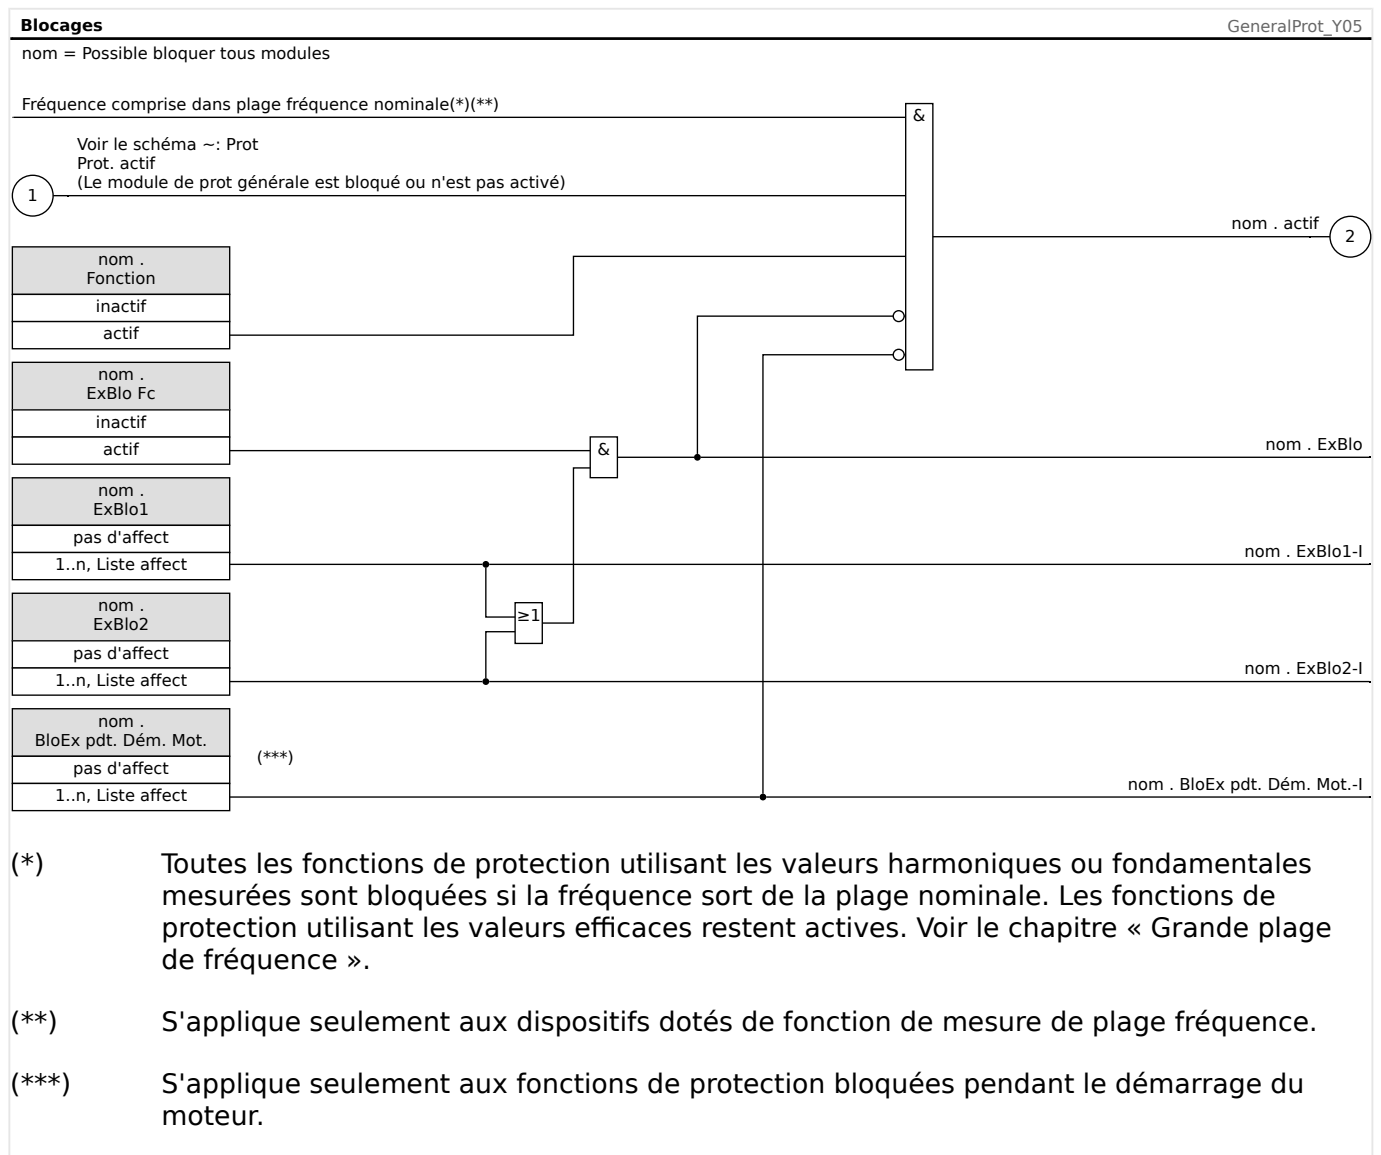 Blocages
GeneralProt_Y05
nom = Possible bloquer tous modules
Fréquence comprise dans plage fréquence nominale(*)(**)
&
Voir le schéma ~: Prot
Prot. actif
(Le module de prot générale est bloqué ou n'est pas activé)
1
nom . actif
2
nom .
Fonction
inactif
actif
nom .
ExBlo Fc
inactif
actif
&
nom . ExBlo
nom .
ExBlo1
pas d'affect
1..n, Liste affect
nom . ExBlo1-I
≥1
nom .
ExBlo2
pas d'affect
1..n, Liste affect
nom . ExBlo2-I
nom .
BloEx pdt. Dém. Mot.
pas d'affect
1..n, Liste affect
(***)
nom . BloEx pdt. Dém. Mot.-I
(*) Toutes les fonctions de protection utilisant les valeurs harmoniques ou fondamentales
mesurées sont bloquées si la fréquence sort de la plage nominale. Les fonctions de
protection utilisant les valeurs efficaces restent actives. Voir le chapitre « Grande plage
de fréquence ».
(**) S'applique seulement aux dispositifs dotés de fonction de mesure de plage fréquence.
(***) S'applique seulement aux fonctions de protection bloquées pendant le démarrage du
moteur.